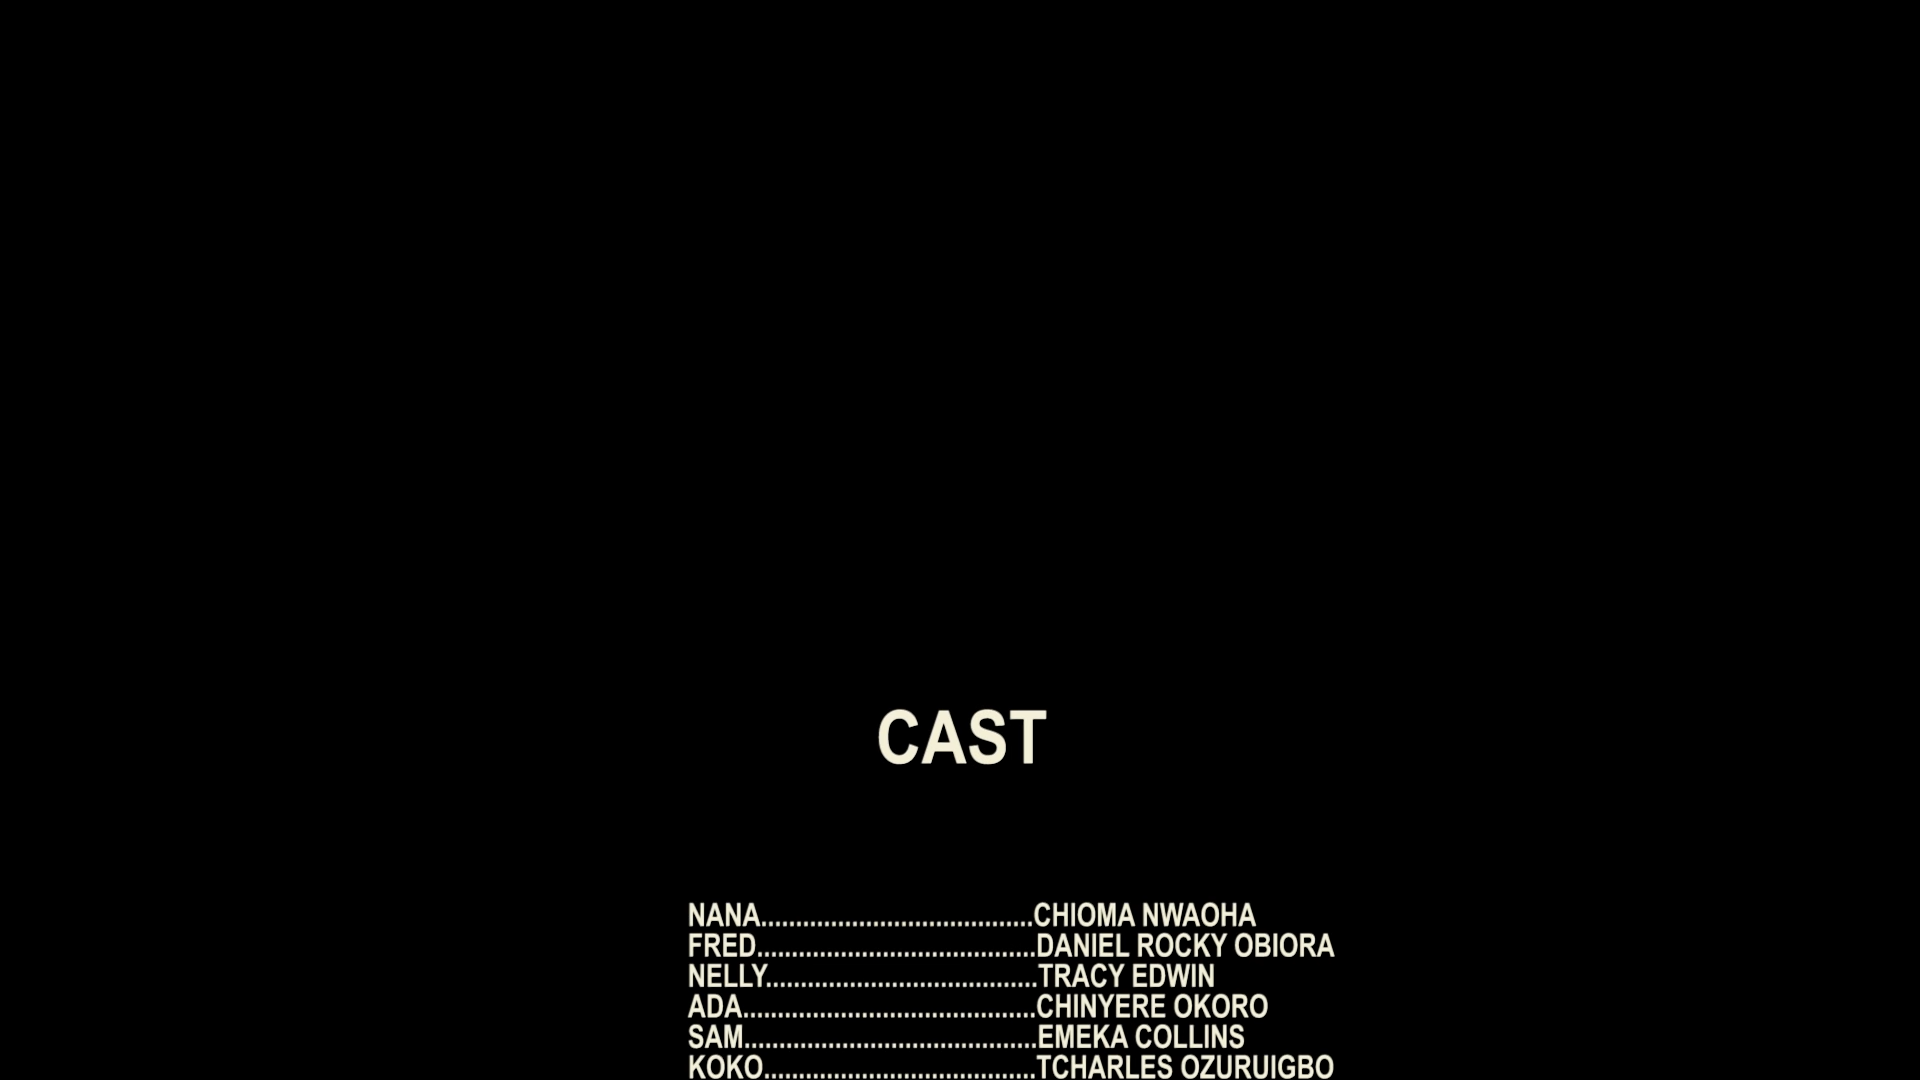 CAST
NANA.......................................CHIOMA NWAOHA
FRED........................................DANIEL ROCKY OBIORA
NELLY.......................................TRACY EDWIN
ADA..........................................CHINYERE OKORO
SAM..........................................EMEKA COLLINS
KOKO.......................................TCHARLES OZURUIGBO